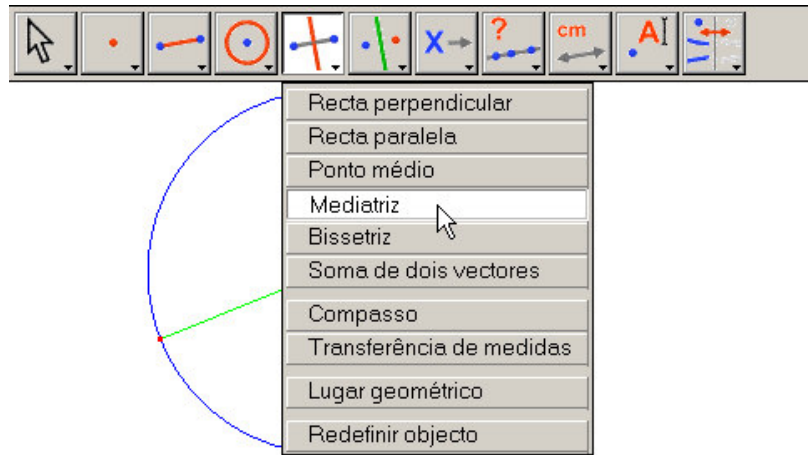 X ? cm A
Recta perpendicular
Recta paralela
Ponto médio
Mediatriz
Bissetriz
Soma de dois vectores
Compasso
Transferência de medidas
Lugar geométrico
Redefinir objecto